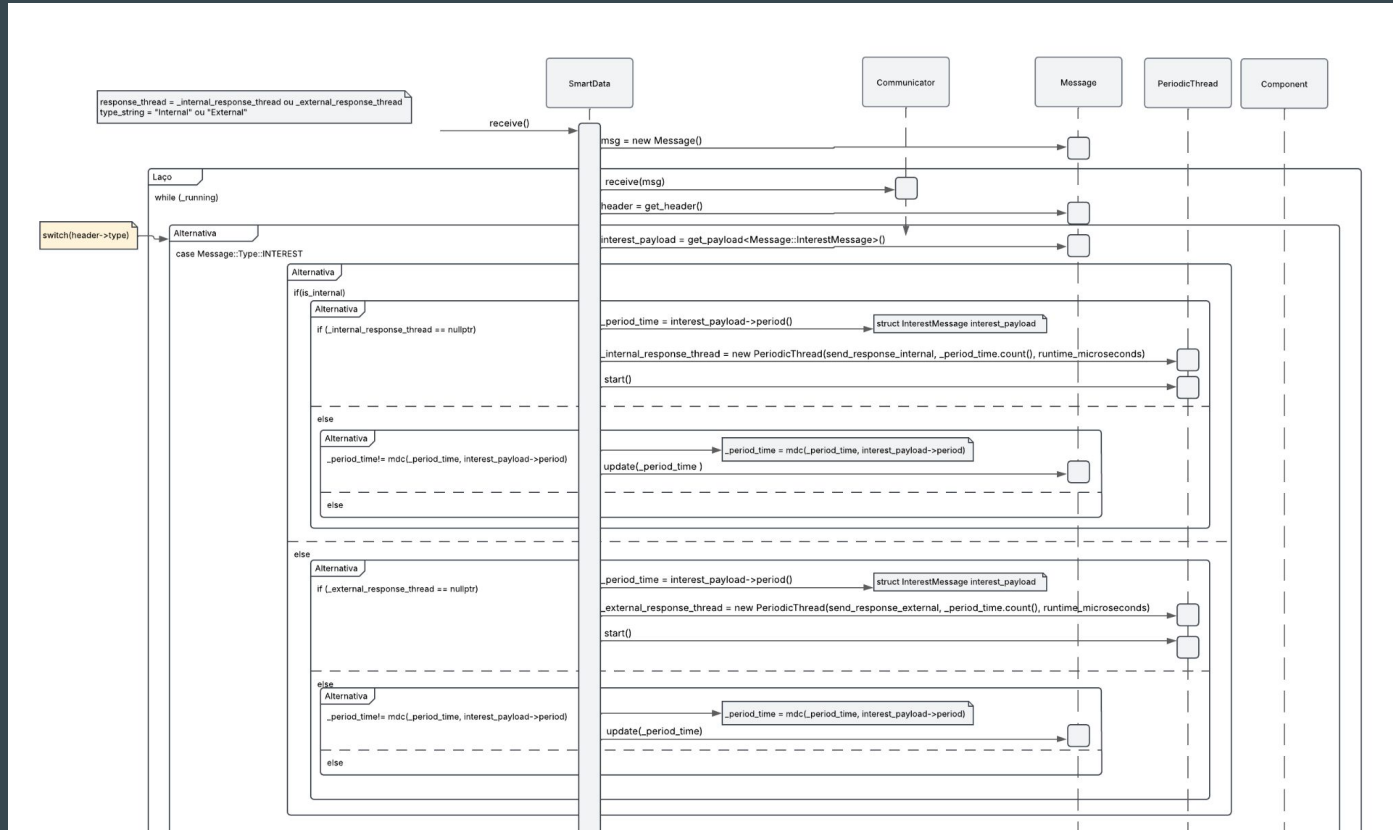 SmartData
Communicator
Message
PeriodicThread
Component
response_thread = _internal_response_thread ou _external_response_thread
type_string = "Internal" ou "External"
receive()
msg = new Message()
Laço
while (_running)
receive(msg)
header = get_header()
switch(header->type)
Alternativa
case Message::Type::INTEREST
interest_payload = get_payload<Message::InterestMessage>()
Alternativa
if(is_internal)
Alternativa
if (_internal_response_thread == nullptr)
_period_time = interest_payload->period()
struct InterestMessage interest_payload
_internal_response_thread = new PeriodicThread(send_response_internal, _period_time.count(), runtime_microseconds)
start()
else
Alternativa
_period_time!= mdc(_period_time, interest_payload->period)
_period_time = mdc(_period_time, interest_payload->period)
update(_period_time )
else
else
Alternativa
if (_external_response_thread == nullptr)
_period_time = interest_payload->period()
struct InterestMessage interest_payload
_external_response_thread = new PeriodicThread(send_response_external, _period_time.count(), runtime_microseconds)
start()
else
Alternativa
_period_time!= mdc(_period_time, interest_payload->period)
_period_time = mdc(_period_time, interest_payload->period)
update(_period_time)
else